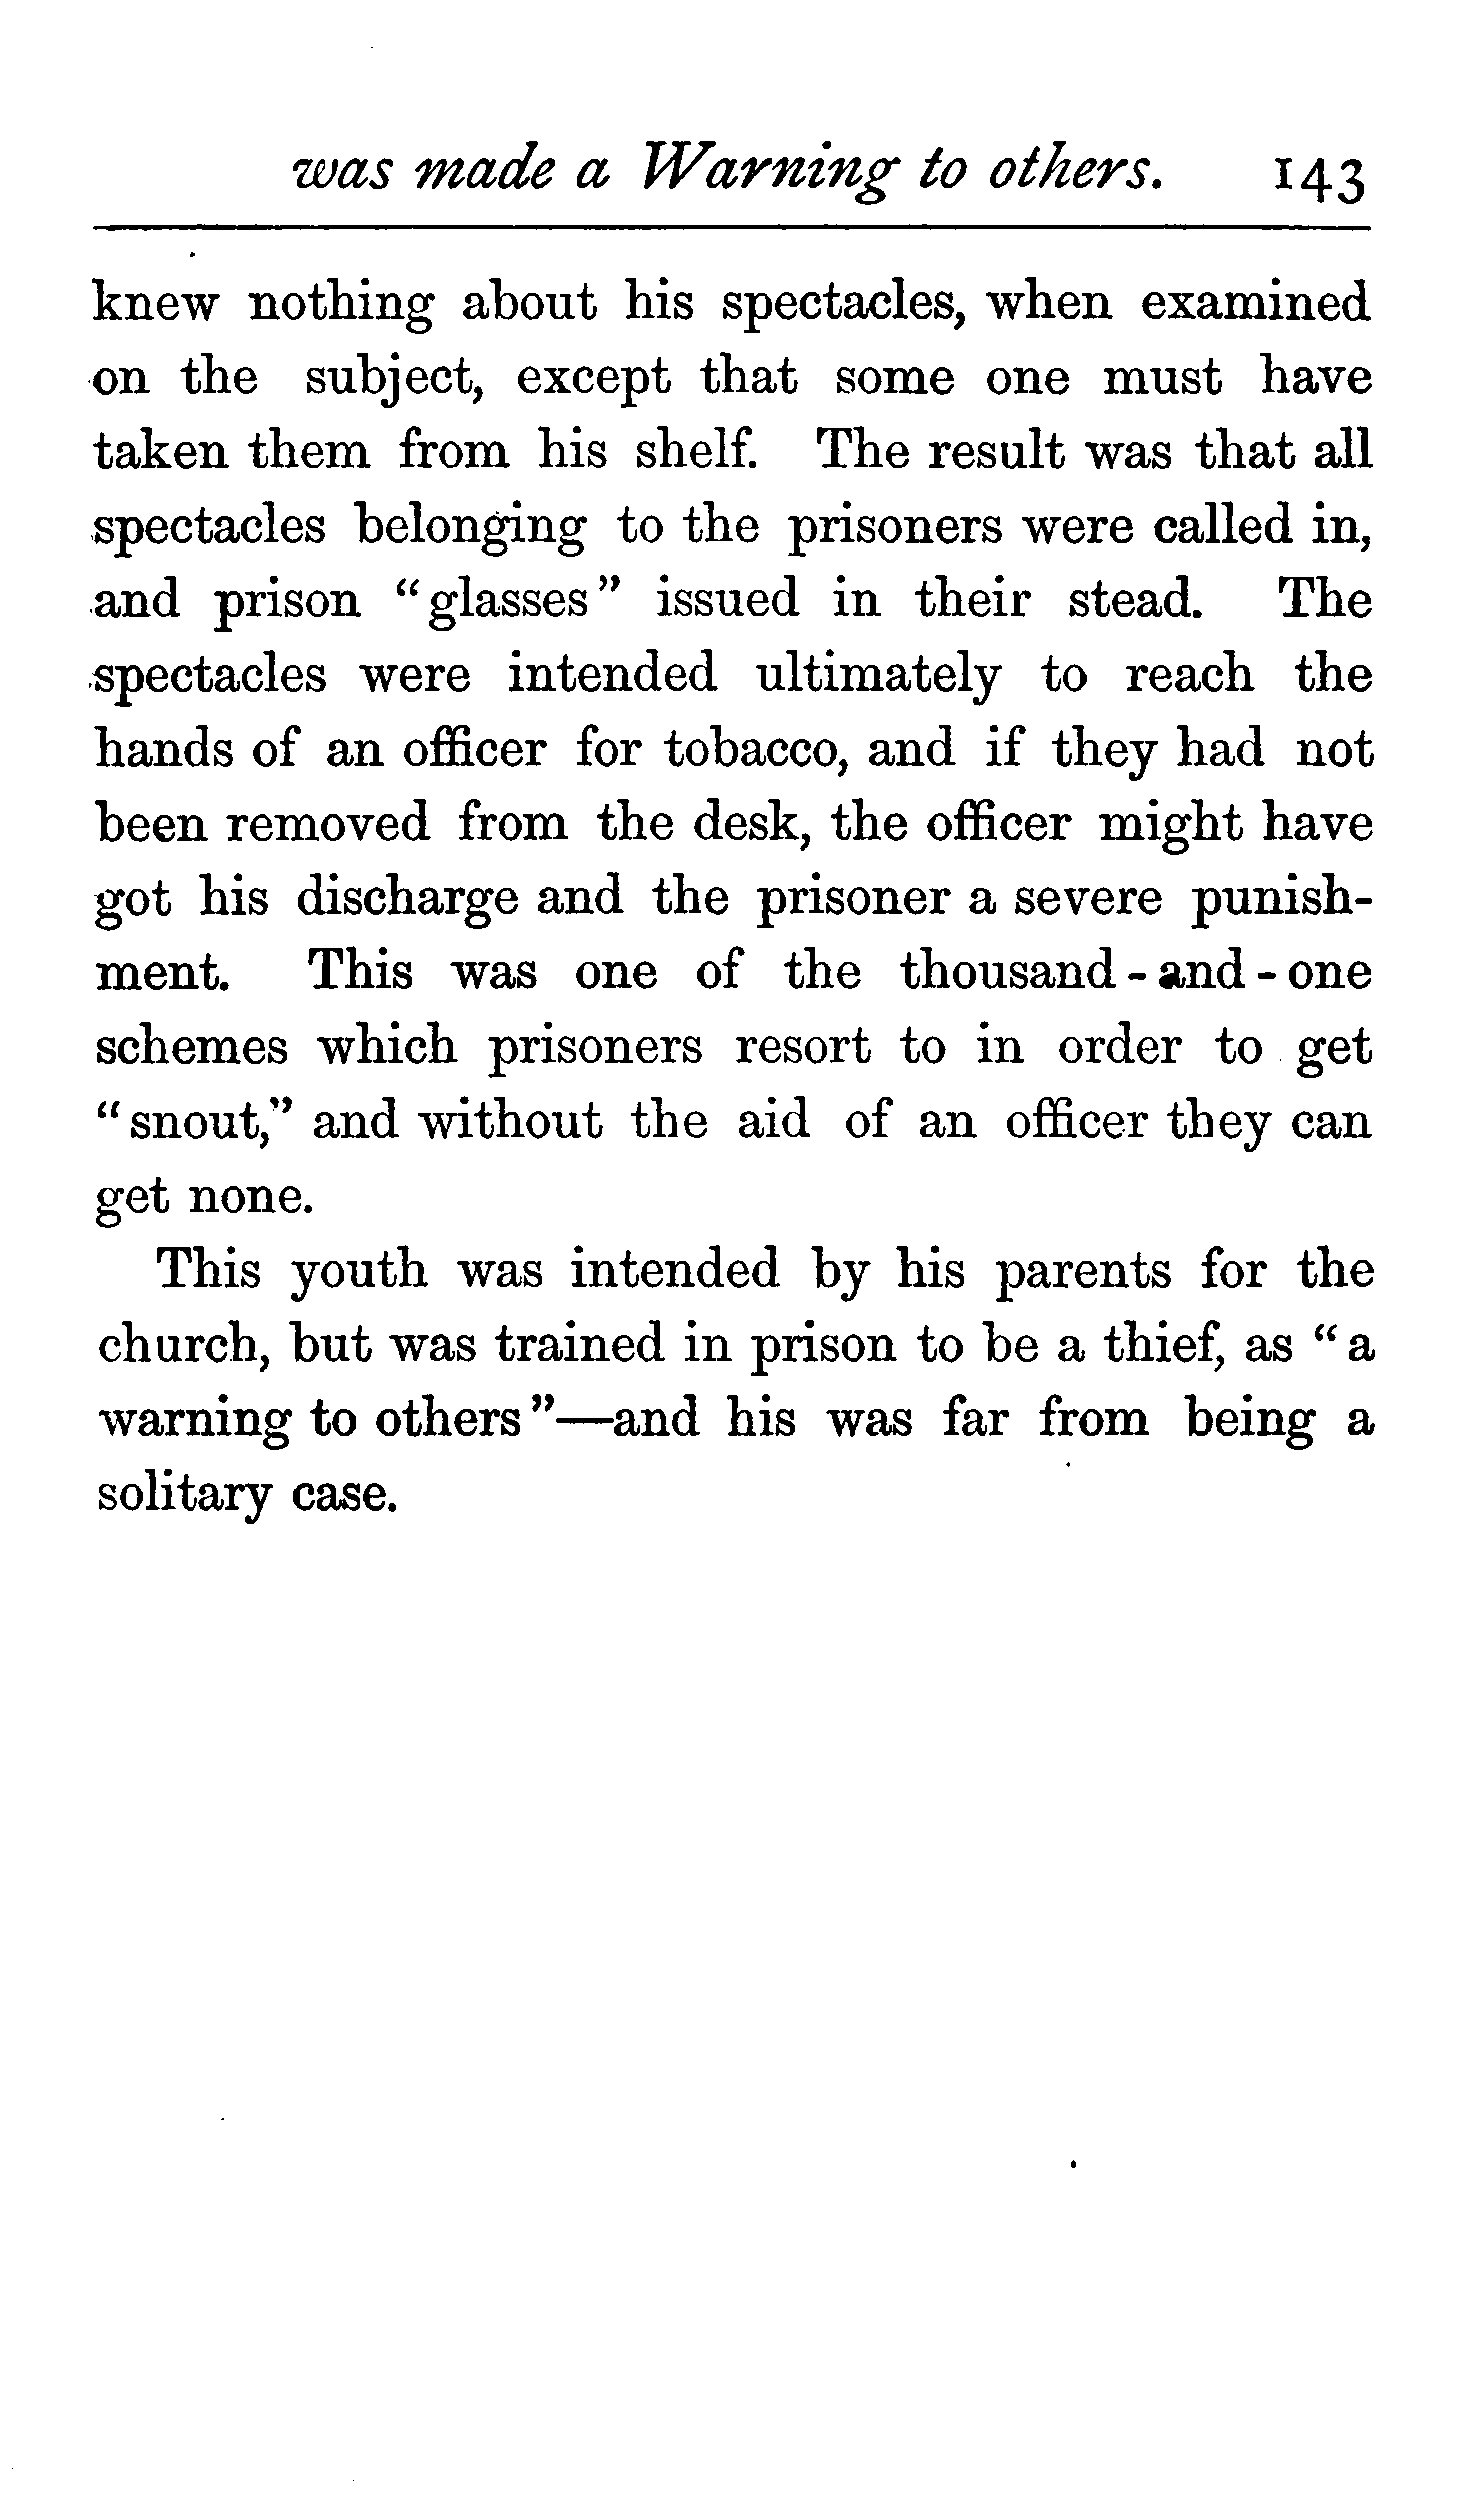 was made a Warning to others. 143
knew nothing about his spectacles, when examined
on the subject, except that some one must have
taken them from his shelf. The result was that all
spectacles belonging to the prisoners were called in,
and prison “glasses” issued in their stead. The
spectacles were intended ultimately to reach the
hands of an officer for tobacco, and if they had not
been removed from the desk, the officer might have
got his discharge and the prisoner a severe punish-
ment. This was one of the thousand-and-one
schemes which prisoners resort to in order to get
“snout,” and without the aid of an officer they can
get none.
This youth was intended by his parents for the
church, but was trained in prison to be a thief, as “a
warning to others”—and his was far from being a
solitary case.